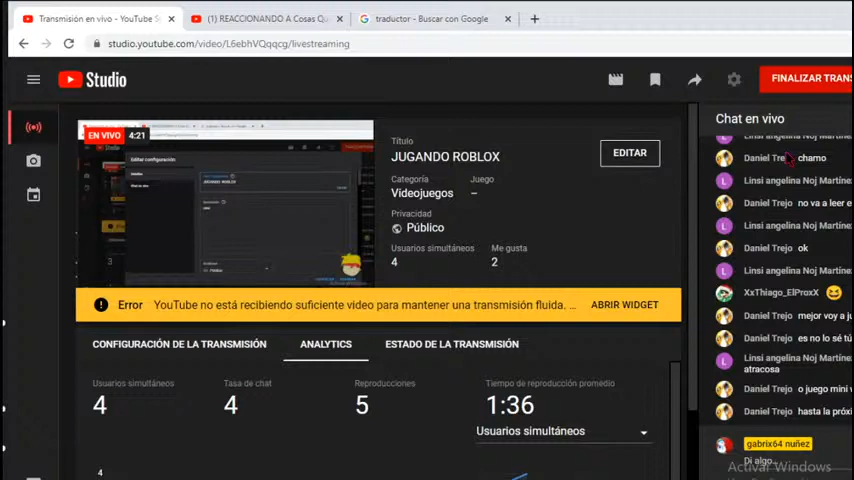 Transmisión en vivo - YouTube S
(1) REACCIONANDO A Cosas Qu
traductor - Buscar con Google
studio.youtube.com/video/L6ebhVQqqcg/livestreaming
Studio
FINALIZAR TRANS
EN VIVO 4:21
Editar configuración
JUGANDO ROBLOX
Título
JUGANDO ROBLOX
EDITAR
Categoría
Videojuegos
Juego
–
Privacidad
Público
Usuarios simultáneos
4
Me gusta
2
Error YouTube no está recibiendo suficiente video para mantener una transmisión fluida. ... ABRIR WIDGET
CONFIGURACIÓN DE LA TRANSMISIÓN
ANALYTICS
ESTADO DE LA TRANSMISIÓN
Usuarios simultáneos
4
Tasa de chat
4
Reproducciones
5
Tiempo de reproducción promedio
1:36
Usuarios simultáneos
4
Chat en vivo
Linsi angelina Noj Martínez
Daniel Trejo chamo
Linsi angelina Noj Martínez
Daniel Trejo no va a leer e
Linsi angelina Noj Martínez
Daniel Trejo ok
Linsi angelina Noj Martínez
XxThiago_ElProxX
Daniel Trejo mejor voy a ju
Daniel Trejo es no lo sé tú
Linsi angelina Noj Martínez
atracosa
Daniel Trejo o juego mini v
Daniel Trejo hasta la próxi
gabrix64 nuñez
Di algo...
Activar Windows